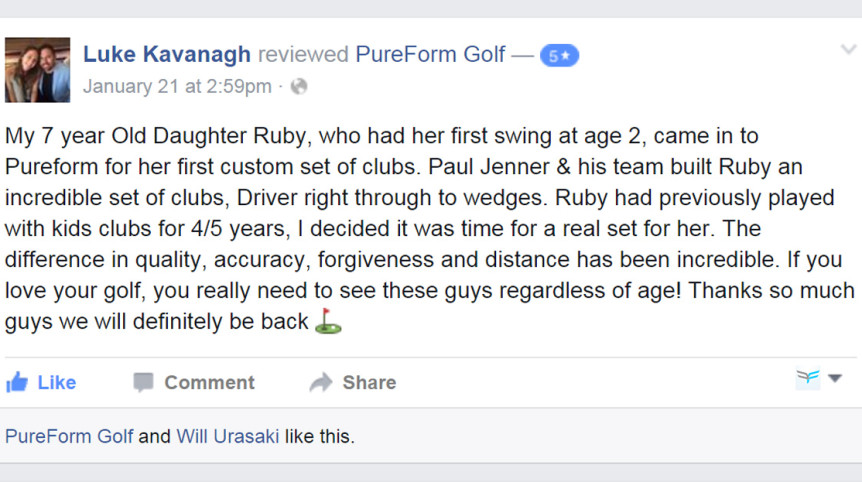 Luke Kavanagh reviewed PureForm Golf — 5★
January 21 at 2:59pm ·
My 7 year Old Daughter Ruby, who had her first swing at age 2, came in to
Pureform for her first custom set of clubs. Paul Jenner & his team built Ruby an
incredible set of clubs, Driver right through to wedges. Ruby had previously played
with kids clubs for 4/5 years, I decided it was time for a real set for her. The
difference in quality, accuracy, forgiveness and distance has been incredible. If you
love your golf, you really need to see these guys regardless of age! Thanks so much
guys we will definitely be back ⛳
Like Comment Share
PureForm Golf and Will Urasaki like this.